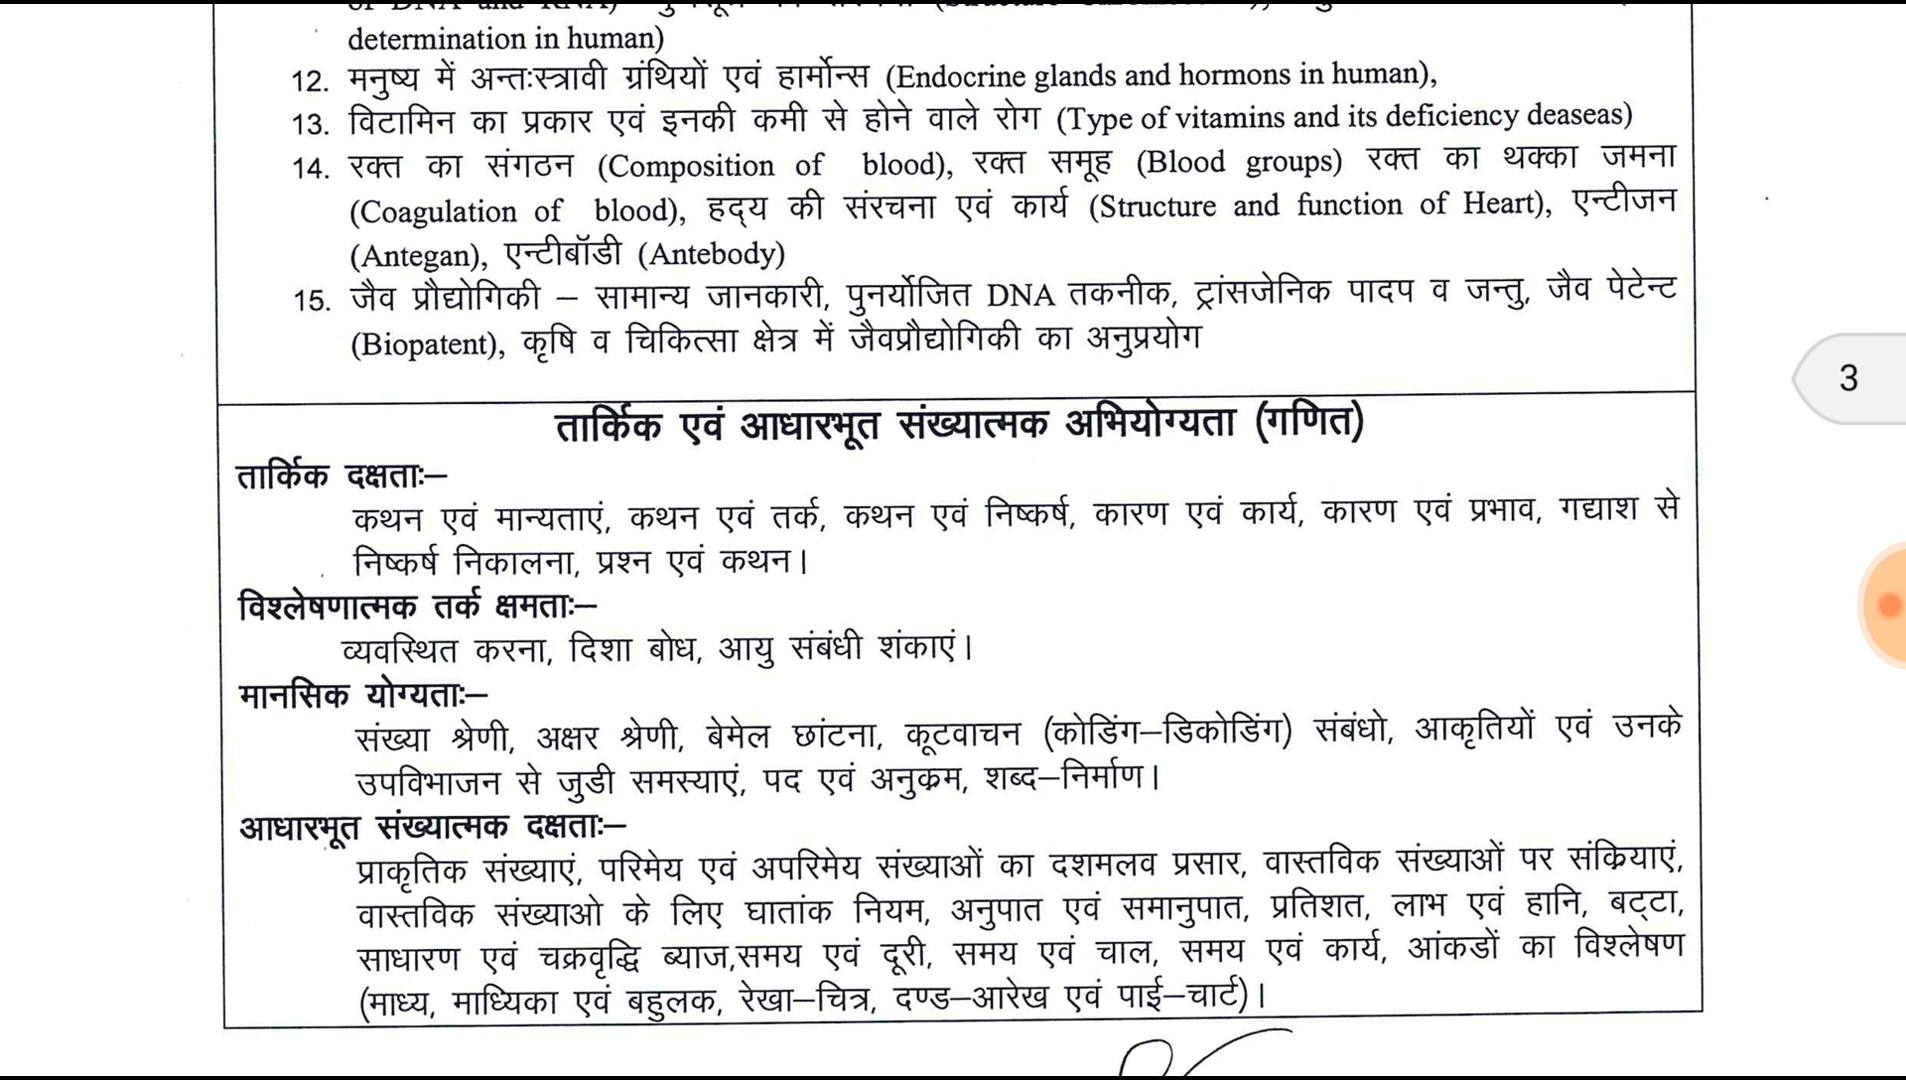 determination in human)
12. मनुष्य में अन्तःस्त्रावी ग्रंथियों एवं हार्मोन्स (Endocrine glands and hormons in human),
13. विटामिन का प्रकार एवं इनकी कमी से होने वाले रोग (Type of vitamins and its deficiency deaseas)
14. रक्त का संगठन (Composition of blood), रक्त समूह (Blood groups) रक्त का थक्का जमना
(Coagulation of blood), हद्य की संरचना एवं कार्य (Structure and function of Heart), एन्टीजन
(Antegan), एन्टीबॉडी (Antebody)
15. जैव प्रौद्योगिकी – सामान्य जानकारी, पुनर्योजित DNA तकनीक, ट्रांसजेनिक पादप व जन्तु, जैव पेटेन्ट
(Biopatent), कृषि व चिकित्सा क्षेत्र में जैवप्रौद्योगिकी का अनुप्रयोग
3
तार्किक एवं आधारभूत संख्यात्मक अभियोग्यता (गणित)
तार्किक दक्षताः–
कथन एवं मान्यताएं, कथन एवं तर्क, कथन एवं निष्कर्ष, कारण एवं कार्य, कारण एवं प्रभाव, गद्याश से
निष्कर्ष निकालना, प्रश्न एवं कथन।
विश्लेषणात्मक तर्क क्षमताः–
व्यवस्थित करना, दिशा बोध, आयु संबंधी शंकाएं।
मानसिक योग्यताः–
संख्या श्रेणी, अक्षर श्रेणी, बेमेल छांटना, कूटवाचन (कोडिंग–डिकोडिंग) संबंधो, आकृतियों एवं उनके
उपविभाजन से जुडी समस्याएं, पद एवं अनुक्रम, शब्द–निर्माण।
आधारभूत संख्यात्मक दक्षताः–
प्राकृतिक संख्याएं, परिमेय एवं अपरिमेय संख्याओं का दशमलव प्रसार, वास्तविक संख्याओं पर संक्रियाएं,
वास्तविक संख्याओ के लिए घातांक नियम, अनुपात एवं समानुपात, प्रतिशत, लाभ एवं हानि, बट्टा,
साधारण एवं चक्रवृद्धि ब्याज,समय एवं दूरी, समय एवं चाल, समय एवं कार्य, आंकडों का विश्लेषण
(माध्य, माध्यिका एवं बहुलक, रेखा–चित्र, दण्ड–आरेख एवं पाई–चार्ट)।